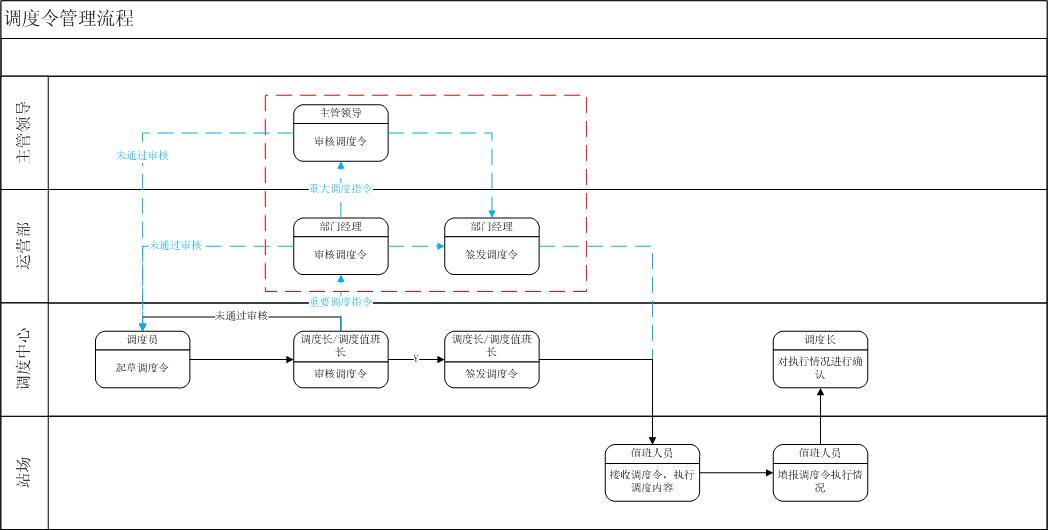 调度令管理流程
主管领导
主管领导
审核调度令
未通过审核
重大调度指令
运营部
部门经理
审核调度令
部门经理
签发调度令
未通过审核
重要调度指令
调度中心
未通过审核
调度员
起草调度令
调度长/调度值班
长
审核调度令
Y
调度长/调度值班
长
签发调度令
调度长
对执行情况进行确
认
站场
值班人员
接收调度令，执行
调度内容
值班人员
填报调度令执行情
况